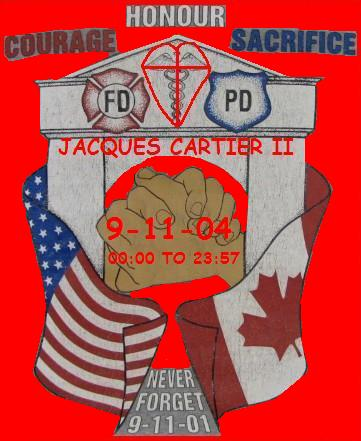 HONOUR
COURAGE SACRIFICE
FD PD
JACQUES CARTIER II
9-11-04
00:00 TO 23:57
NEVER
FORGET
9-11-01